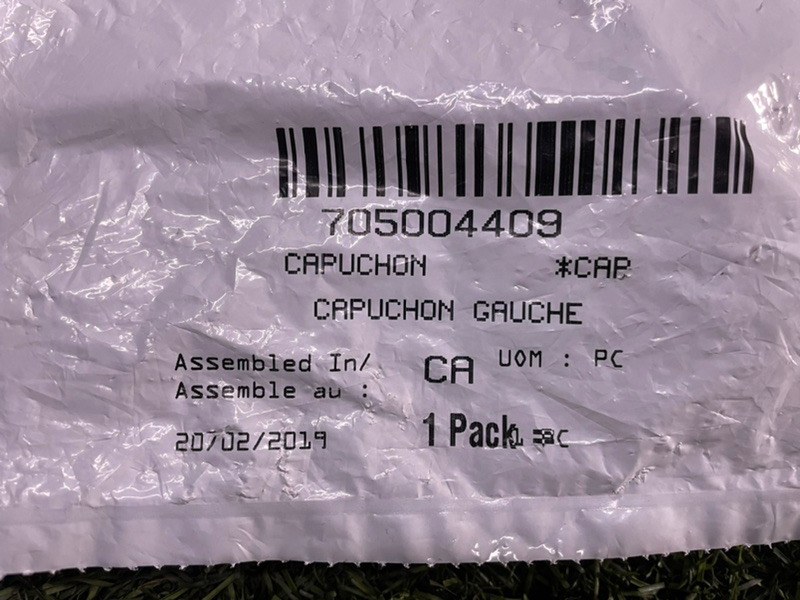 705004409
CAPUCHON *CAP
CAPUCHON GAUCHE
Assembled In/ CA UOM : PC
Assemble au :
20/02/2019 1 Pack